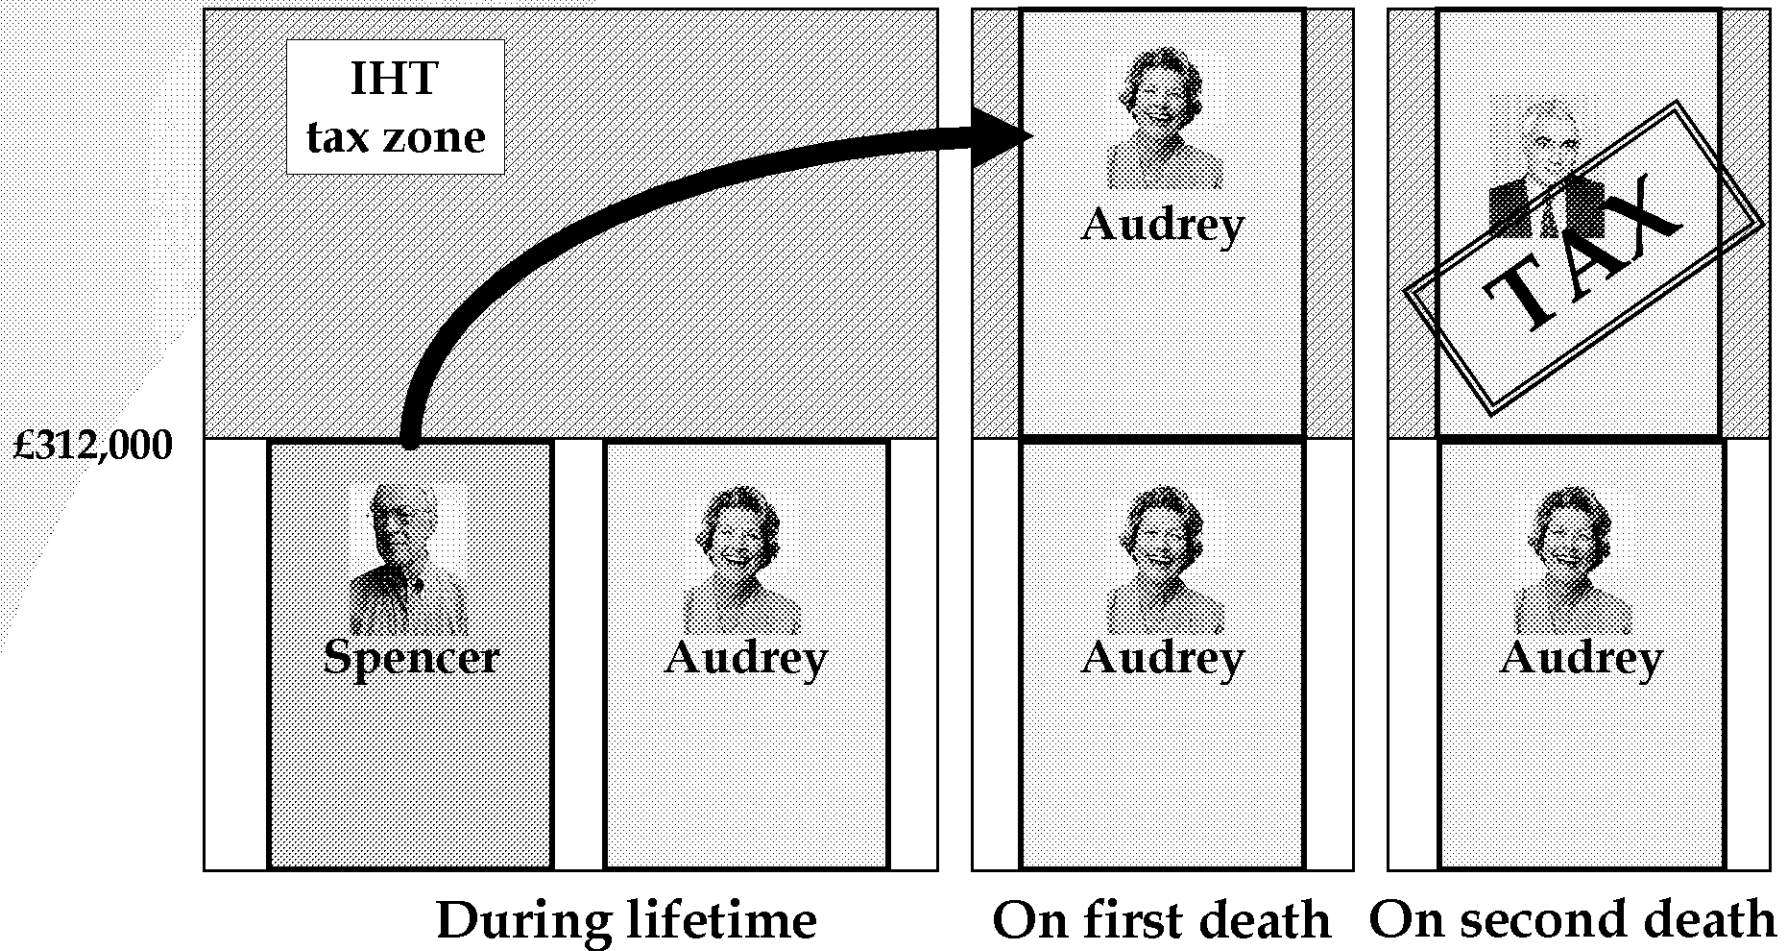 IHT
tax zone
Audrey
TAX
£312,000
Spencer
Audrey
Audrey
Audrey
During lifetime
On first death
On second death